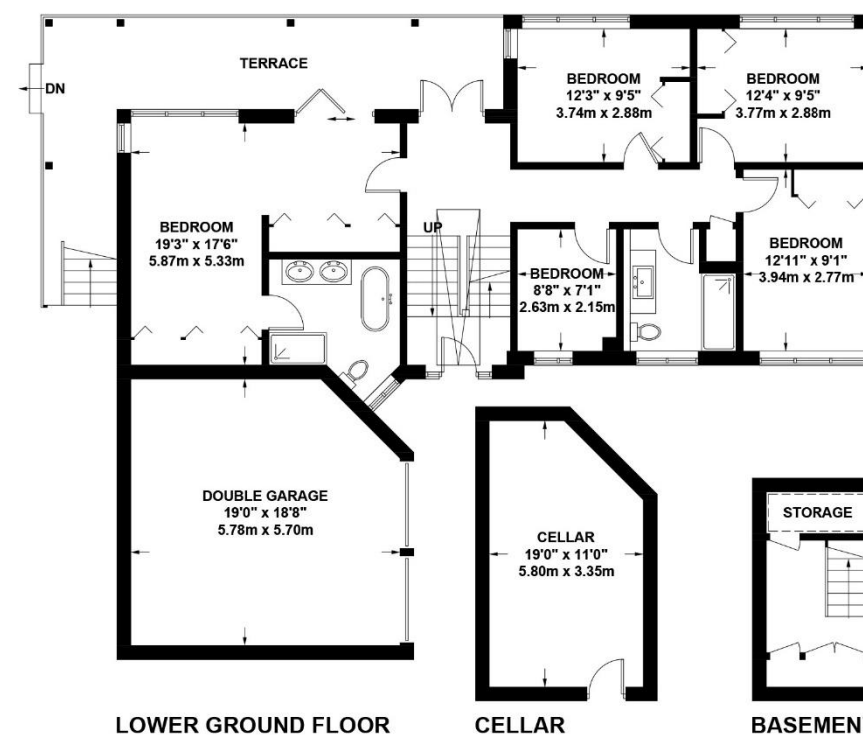 TERRACE
DN
BEDROOM
12'3" x 9'5"
3.74m x 2.88m
BEDROOM
12'4" x 9'5"
3.77m x 2.88m
BEDROOM
19'3" x 17'6"
5.87m x 5.33m
UP
BEDROOM
8'8" x 7'1"
2.63m x 2.15m
BEDROOM
12'11" x 9'1"
3.94m x 2.77m
DOUBLE GARAGE
19'0" x 18'8"
5.78m x 5.70m
CELLAR
19'0" x 11'0"
5.80m x 3.35m
STORAGE
LOWER GROUND FLOOR
CELLAR
BASEMEN